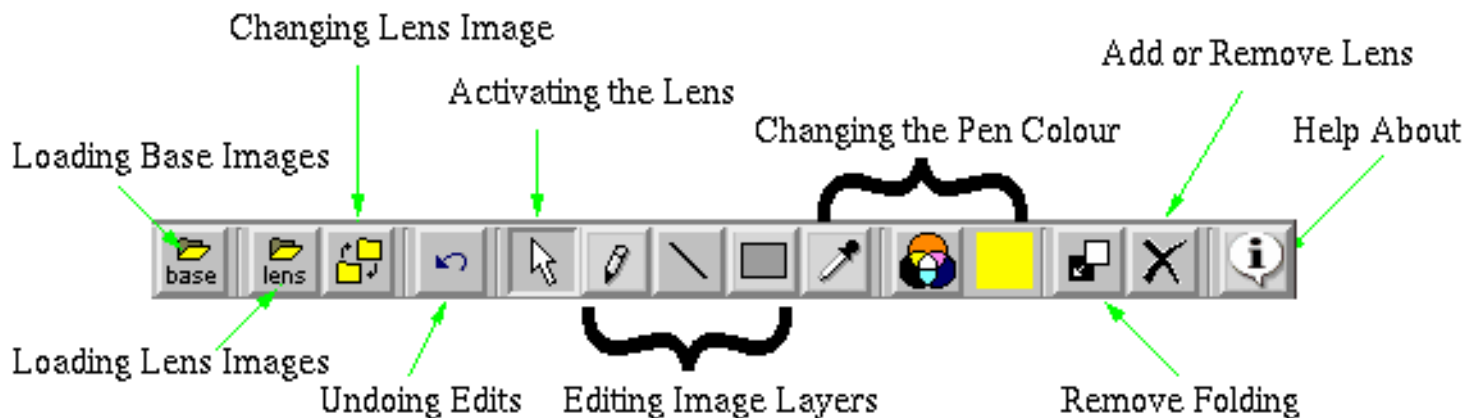 Changing Lens Image
Add or Remove Lens
Activating the Lens
Changing the Pen Colour
Help About
Loading Base Images
base
lens
i
Loading Lens Images
Undoing Edits
Editing Image Layers
Remove Folding